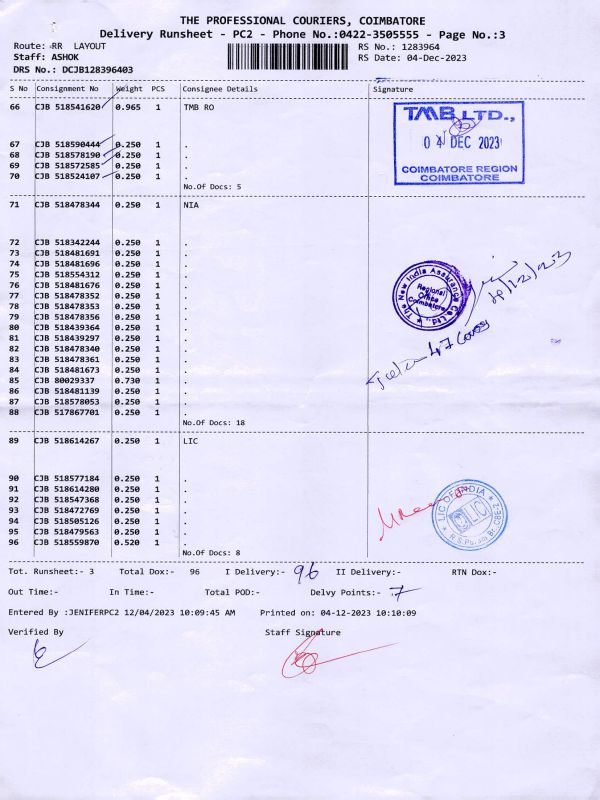 THE PROFESSIONAL COURIERS, COIMBATORE
Delivery Runsheet - PC2 - Phone No.:0422-3505555 - Page No.:3
Route: RR LAYOUT RS No.: 1283964
Staff: ASHOK RS Date: 04-Dec-2023
DRS No.: DCJB128396403
S No Consignment No Weight PCS Consignee Details Signature
66 CJB 518541620 0.965 1 TMB RO
TMB LTD.,
04 DEC 2023
COIMBATORE REGION
COIMBATORE
67 CJB 518590444 0.250 1 .
68 CJB 518578190 0.250 1 .
69 CJB 518572585 0.250 1 .
70 CJB 518524107 0.250 1 .
No.Of Docs: 5
71 CJB 518478344 0.250 1 NIA
72 CJB 518342244 0.250 1 .
73 CJB 518481691 0.250 1 .
74 CJB 518481696 0.250 1 .
75 CJB 518554312 0.250 1 .
76 CJB 518481676 0.250 1 .
77 CJB 518478352 0.250 1 .
78 CJB 518478353 0.250 1 .
79 CJB 518478356 0.250 1 .
80 CJB 518439364 0.250 1 .
81 CJB 518439297 0.250 1 .
82 CJB 518478340 0.250 1 .
83 CJB 518478361 0.250 1 .
84 CJB 518481673 0.250 1 .
85 CJB 80029337 0.730 1 .
86 CJB 518481139 0.250 1 .
87 CJB 518578053 0.250 1 .
88 CJB 517867701 0.250 1 .
No.Of Docs: 18
The New India Assurance Co. Ltd.,
Regional
Office
Coimbatore
47
89 CJB 518614267 0.250 1 LIC
90 CJB 518577184 0.250 1 .
91 CJB 518614280 0.250 1 .
92 CJB 518547368 0.250 1 .
93 CJB 518472769 0.250 1 .
94 CJB 518505126 0.250 1 .
95 CJB 518479563 0.250 1 .
96 CJB 518559870 0.520 1 .
No.Of Docs: 8
LIC OF INDIA
LIC
Tot. Runsheet:- 3 Total Dox:- 96 I Delivery:- 96 II Delivery:- RTN Dox:-
Out Time:- In Time:- Total POD:- Delvy Points:- 7
Entered By :JENIFERPC2 12/04/2023 10:09:45 AM Printed on: 04-12-2023 10:10:09
Verified By Staff Signature